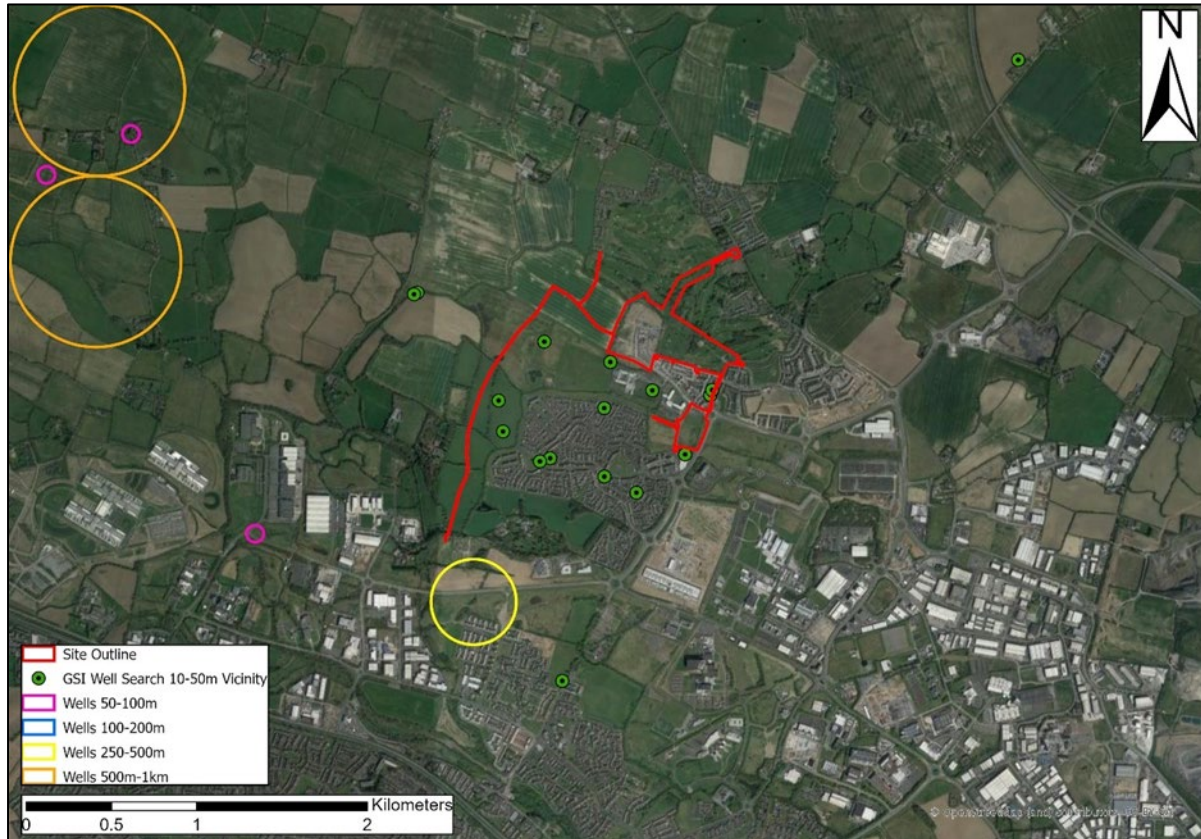 N
Site Outline
GSI Well Search 10-50m Vicinity
Wells 50-100m
Wells 100-200m
Wells 250-500m
Wells 500m-1km
Kilometers
0 0.5 1 2